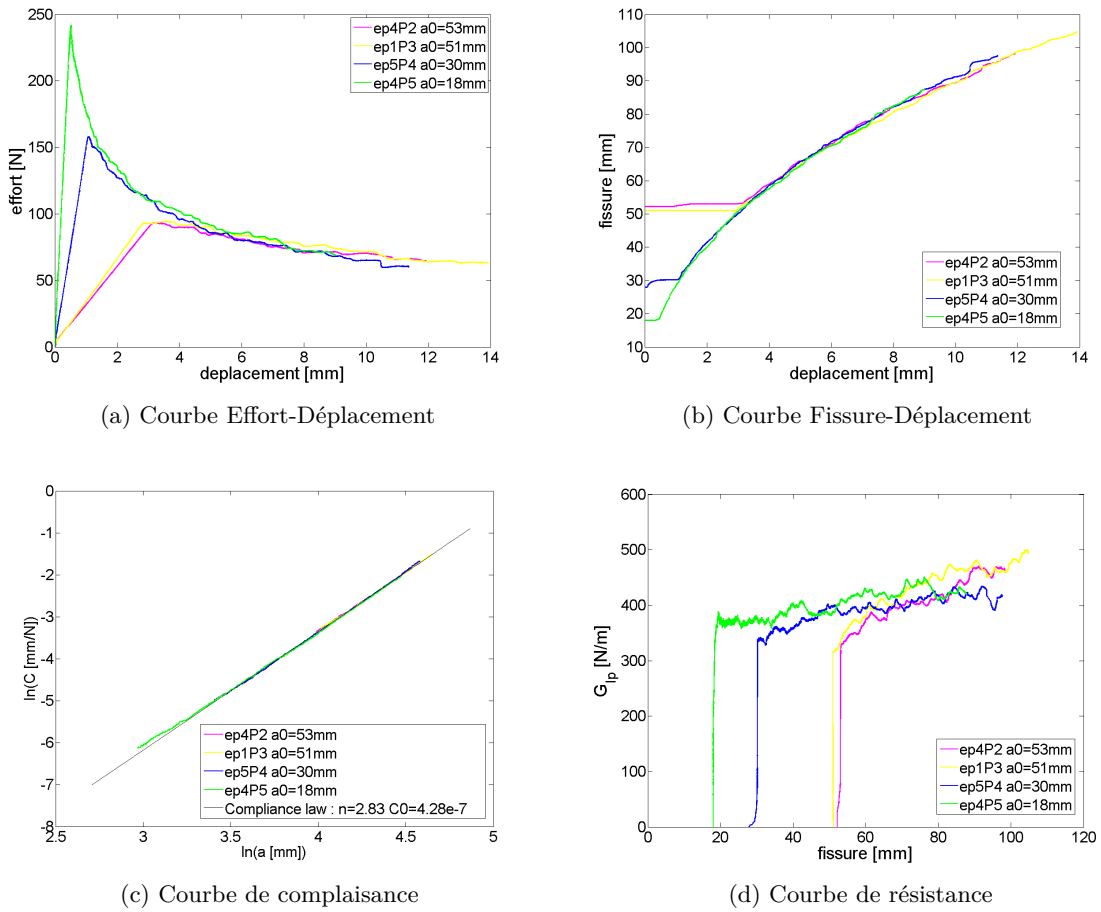 250
200
150
100
50
0
effort [N]
0 2 4 6 8 10 12 14
deplacement [mm]
ep4P2 a0=53mm
ep1P3 a0=51mm
ep5P4 a0=30mm
ep4P5 a0=18mm
(a) Courbe Effort-Déplacement
110
100
90
80
70
60
50
40
30
20
10
fissure [mm]
0 2 4 6 8 10 12 14
deplacement [mm]
ep4P2 a0=53mm
ep1P3 a0=51mm
ep5P4 a0=30mm
ep4P5 a0=18mm
(b) Courbe Fissure-Déplacement
0
-1
-2
-3
-4
-5
-6
-7
-8
ln(C [mm/N])
2.5 3 3.5 4 4.5 5
ln(a [mm])
ep4P2 a0=53mm
ep1P3 a0=51mm
ep5P4 a0=30mm
ep4P5 a0=18mm
Compliance law : n=2.83 C0=4.28e-7
(c) Courbe de complaisance
600
500
400
300
200
100
0
G_Ip [N/m]
0 20 40 60 80 100 120
fissure [mm]
ep4P2 a0=53mm
ep1P3 a0=51mm
ep5P4 a0=30mm
ep4P5 a0=18mm
(d) Courbe de résistance